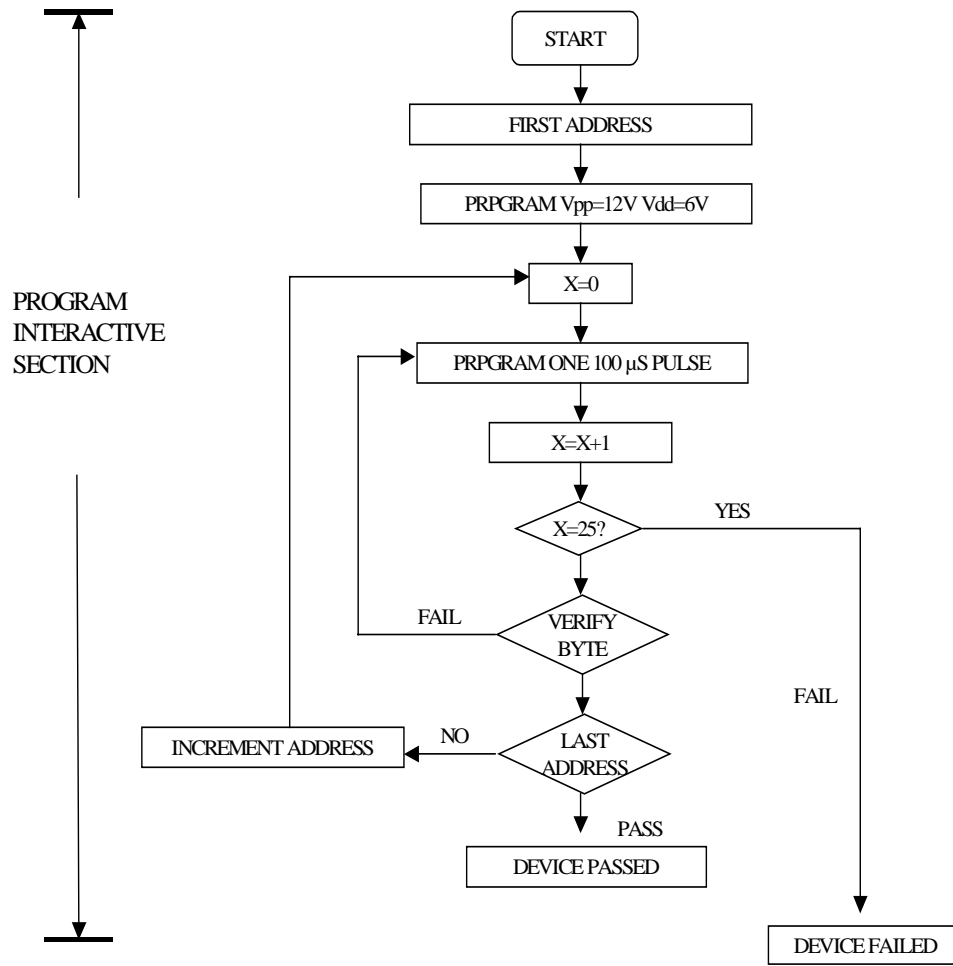 START
FIRST ADDRESS
PRPGRAM Vpp=12V Vdd=6V
X=0
PROGRAM
INTERACTIVE
SECTION
PRPGRAM ONE 100 µS PULSE
X=X+1
X=25?
YES
FAIL
VERIFY
BYTE
FAIL
INCREMENT ADDRESS
NO
LAST
ADDRESS
PASS
DEVICE PASSED
DEVICE FAILED